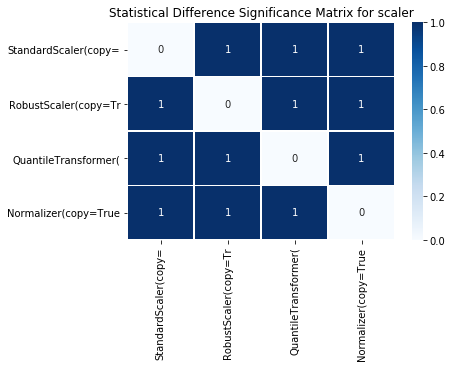 Statistical Difference Significance Matrix for scaler
StandardScaler(copy=
0 1 1 1
RobustScaler(copy=Tr
1 0 1 1
QuantileTransformer(
1 1 0 1
Normalizer(copy=True
1 1 1 0
StandardScaler(copy=
RobustScaler(copy=Tr
QuantileTransformer(
Normalizer(copy=True
1.0
0.8
0.6
0.4
0.2
0.0